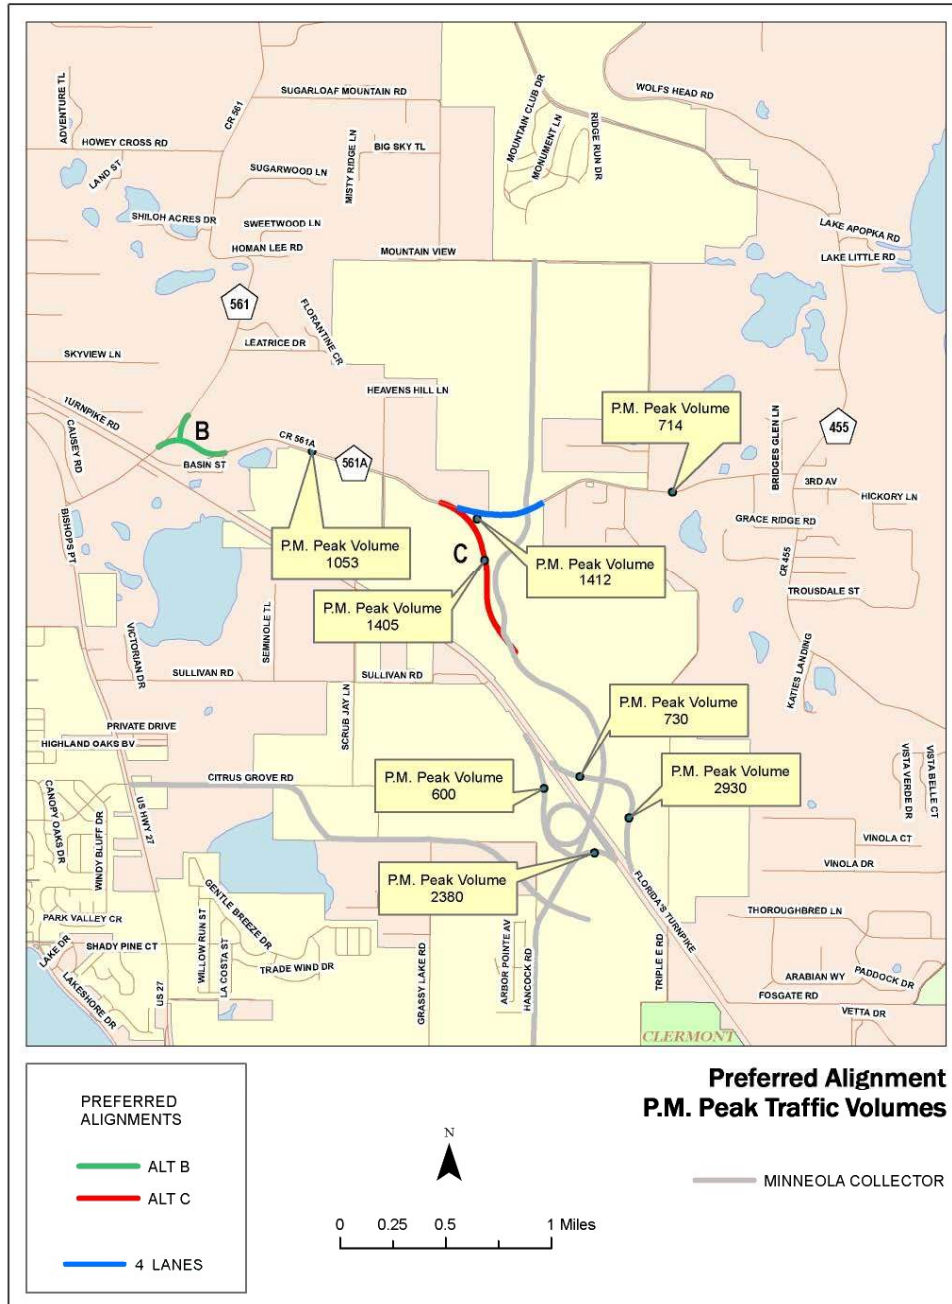 WOLFS HEAD RD
SUGARLOAF MOUNTAIN RD
ADVENTURE TL
CR 561
MOUNTAIN CLUB DR
MONUMENT LN
RIDGE RUN DR
HOWEY CROSS RD
LAND ST
MISTY RIDGE LN
BIG SKY TL
SUGARWOOD LN
SHILOH ACRES DR
SWEETWOOD LN
HOMAN LEE RD
MOUNTAIN VIEW
LAKE APOPKA RD
LAKE LITTLE RD
561
FLORANTINE CR
LEATRICE DR
SKYVIEW LN
HEAVENS HILL LN
TURNPIKE RD
CAUSEY RD
B
BASIN ST
CR 561A
561A
P.M. Peak Volume
714
BRIDGES GLEN LN
455
3RD AV
HICKORY LN
GRACE RIDGE RD
CR 455
TROUSDALE ST
BISHOPS PT
P.M. Peak Volume
1053
C
P.M. Peak Volume
1412
P.M. Peak Volume
1405
VICTORIAN DR
SEMINOLE TL
KATIES LANDING
SULLIVAN RD
SULLIVAN RD
SCRUB JAY LN
PRIVATE DRIVE
HIGHLAND OAKS BV
P.M. Peak Volume
730
CITRUS GROVE RD
P.M. Peak Volume
600
P.M. Peak Volume
2930
VISTA VERDE DR
VISTA BELLE CT
CANOPY OAKS DR
WINDY BLUFF DR
US HWY 27
VINOLA CT
VINOLA DR
P.M. Peak Volume
2380
FLORIDA'S TURNPIKE
PARK VALLEY CR
LAKE DR
SHADY PINE CT
LAKESHORE DR
US 27
WILLOW RUN ST
LA COSTA ST
GENTLE BREEZE DR
TRADE WIND DR
GRASSY LAKE RD
ARBOR POINTE AV
HANCOCK RD
TRIPLE E RD
THOROUGHBRED LN
ARABIAN WY
PADDOCK DR
FOSGATE RD
VETTA DR
CLERMONT
Preferred Alignment
P.M. Peak Traffic Volumes
PREFERRED
ALIGNMENTS
ALT B
ALT C
4 LANES
N
0 0.25 0.5 1 Miles
MINNEOLA COLLECTOR